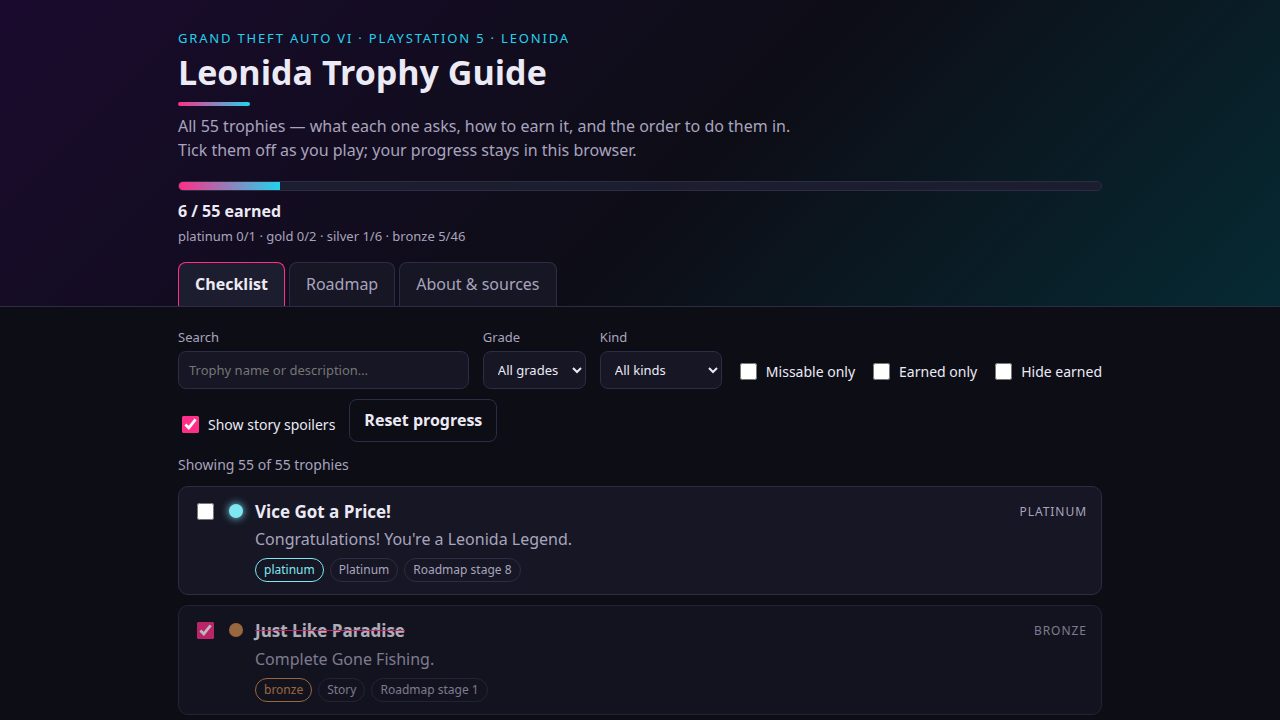 GRAND THEFT AUTO VI · PLAYSTATION 5 · LEONIDA
Leonida Trophy Guide
All 55 trophies — what each one asks, how to earn it, and the order to do them in.
Tick them off as you play; your progress stays in this browser.
6 / 55 earned
platinum 0/1 · gold 0/2 · silver 1/6 · bronze 5/46
Checklist Roadmap About & sources
Search Grade Kind
Trophy name or description... All grades All kinds Missable only Earned only Hide earned
Show story spoilers Reset progress
Showing 55 of 55 trophies
Vice Got a Price! PLATINUM
Congratulations! You're a Leonida Legend.
platinum Platinum Roadmap stage 8
Just Like Paradise BRONZE
Complete Gone Fishing.
bronze Story Roadmap stage 1